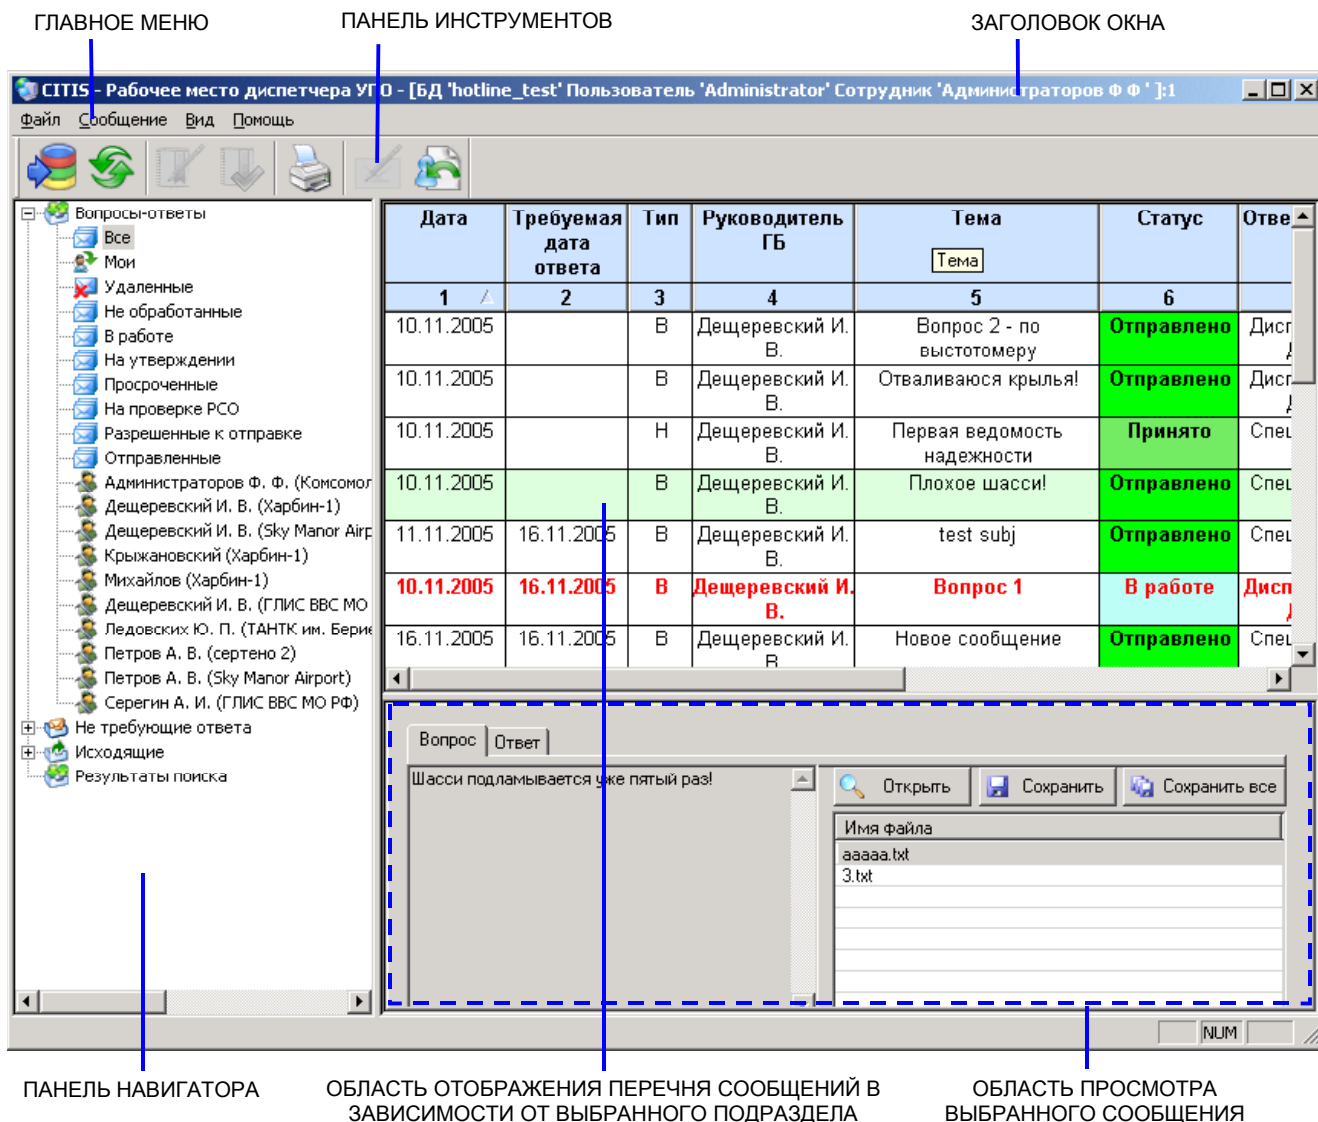 ГЛАВНОЕ МЕНЮ
ПАНЕЛЬ ИНСТРУМЕНТОВ
ЗАГОЛОВОК ОКНА
CITIS - Рабочее место диспетчера УГО - [БД 'hotline_test' Пользователь 'Administrator' Сотрудник 'Администраторов Ф Ф ' ]:1
Файл Сообщение Вид Помощь
Вопросы-ответы
Все
Мои
Удаленные
Не обработанные
В работе
На утверждении
Просроченные
На проверке РСО
Разрешенные к отправке
Отправленные
Администраторов Ф. Ф. (Комсомол
Дещеревский И. В. (Харбин-1)
Дещеревский И. В. (Sky Manor Airp
Крыжановский (Харбин-1)
Михайлов (Харбин-1)
Дещеревский И. В. (ГЛИС ВВС МО
Ледовских Ю. П. (ТАНТК им. Берие
Петров А. В. (сертено 2)
Петров А. В. (Sky Manor Airport)
Серегин А. И. (ГЛИС ВВС МО РФ)
Не требующие ответа
Исходящие
Результаты поиска
Дата Требуемая дата ответа Тип Руководитель ГБ Тема Статус Отве
Тема
1 2 3 4 5 6
10.11.2005 В Дещеревский И. В. Вопрос 2 - по выстотомеру Отправлено Дисп
10.11.2005 В Дещеревский И. В. Отваливаюся крылья! Отправлено Дисп
10.11.2005 Н Дещеревский И. В. Первая ведомость надежности Принято Спец
10.11.2005 В Дещеревский И. В. Плохое шасси! Отправлено Спец
11.11.2005 16.11.2005 В Дещеревский И. В. test subj Отправлено Спец
10.11.2005 16.11.2005 В Дещеревский И. В. Вопрос 1 В работе Дисп
16.11.2005 16.11.2005 В Дещеревский И. В. Новое сообщение Отправлено Спец
Вопрос Ответ
Шасси подламывается уже пятый раз!
Открыть Сохранить Сохранить все
Имя файла
aaaaa.txt
3.txt
NUM
ПАНЕЛЬ НАВИГАТОРА
ОБЛАСТЬ ОТОБРАЖЕНИЯ ПЕРЕЧНЯ СООБЩЕНИЙ В
ЗАВИСИМОСТИ ОТ ВЫБРАННОГО ПОДРАЗДЕЛА
ОБЛАСТЬ ПРОСМОТРА
ВЫБРАННОГО СООБЩЕНИЯ